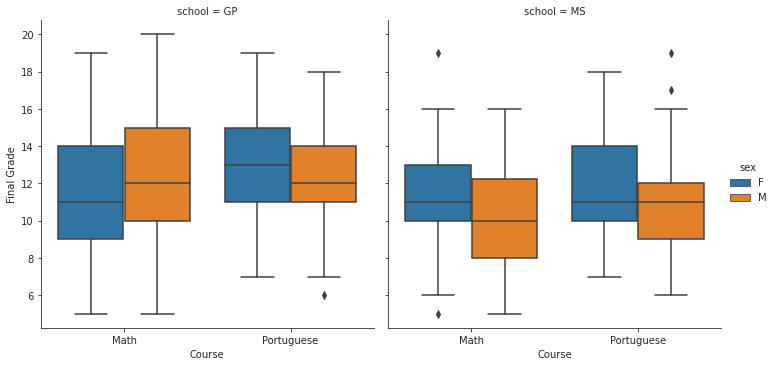 school = GP
school = MS
Final Grade
20
18
16
14
12
10
8
6
Math
Portuguese
Course
Math
Portuguese
Course
sex
F
M